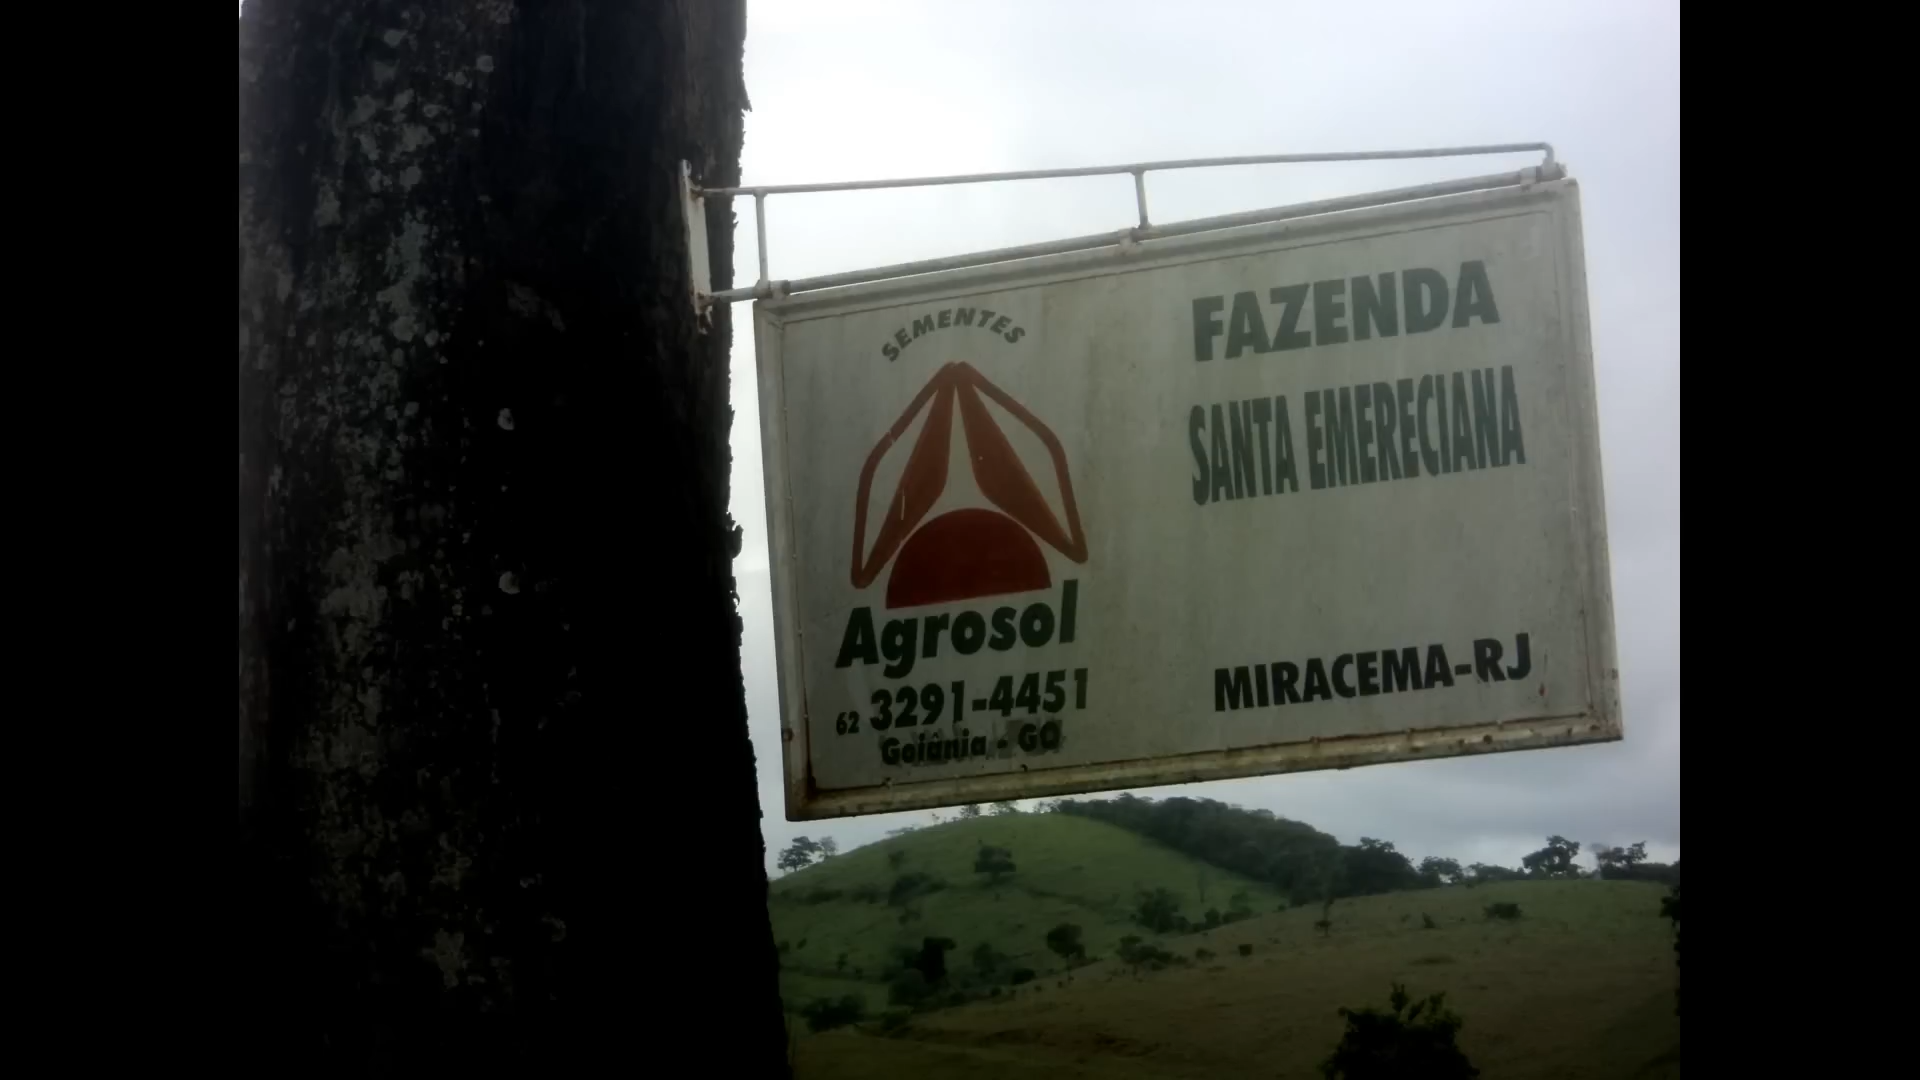 SEMENTES
Agrosol
62 3291-4451
Goiânia - GO
FAZENDA
SANTA EMERECIANA
MIRACEMA-RJ